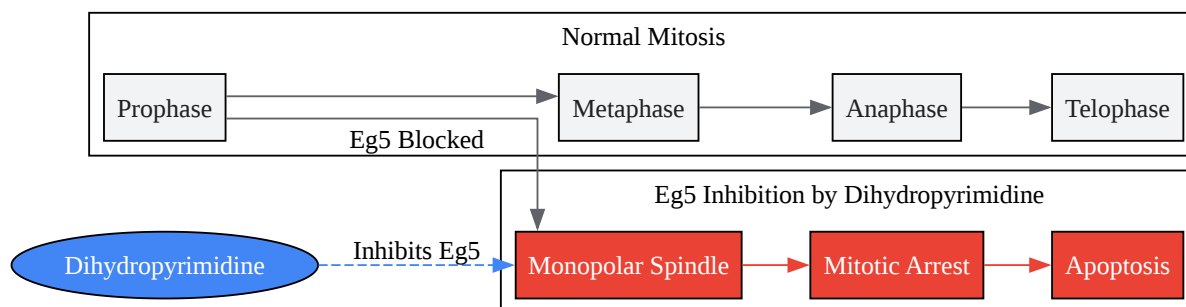 Normal Mitosis
Prophase
Metaphase
Anaphase
Telophase
Eg5 Blocked
Eg5 Inhibition by Dihydropyrimidine
Dihydropyrimidine
Inhibits Eg5
Monopolar Spindle
Mitotic Arrest
Apoptosis